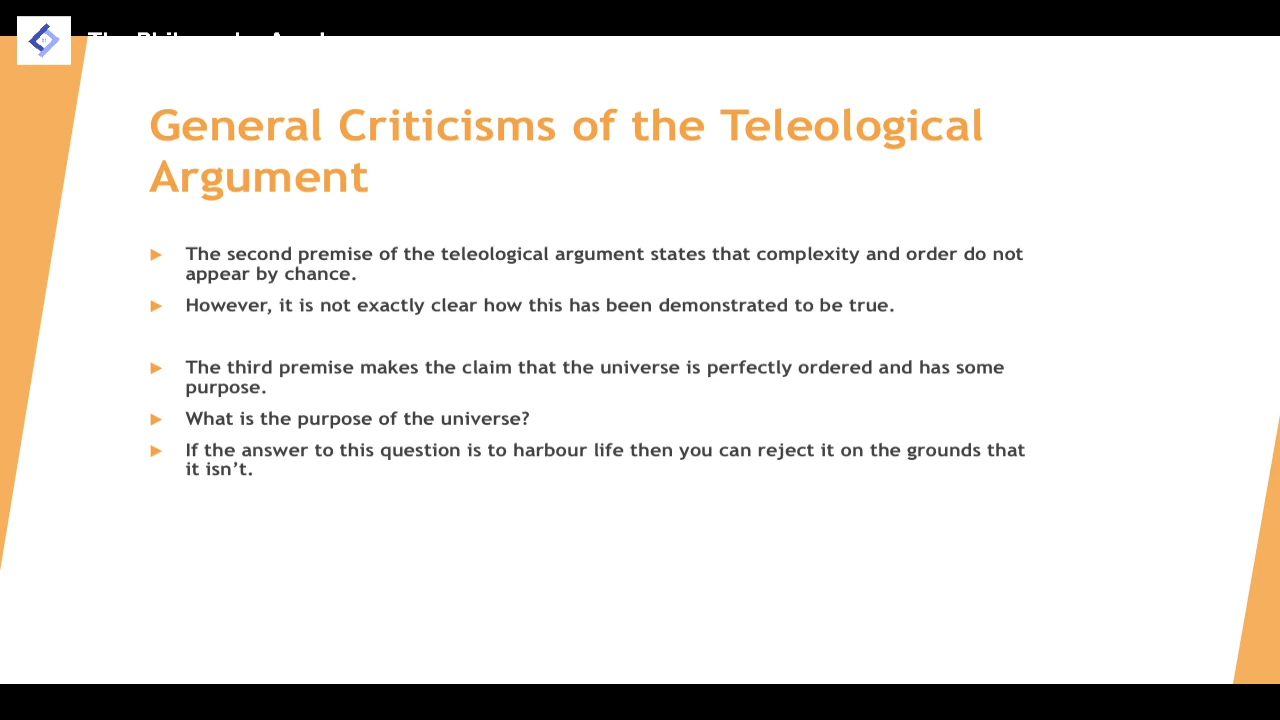 The
General Criticisms of the Teleological
Argument
The second premise of the teleological argument states that complexity and order do not
appear by chance.
However, it is not exactly clear how this has been demonstrated to be true.
The third premise makes the claim that the universe is perfectly ordered and has some
purpose.
What is the purpose of the universe?
If the answer to this question is to harbour life then you can reject it on the grounds that
it isn’t.